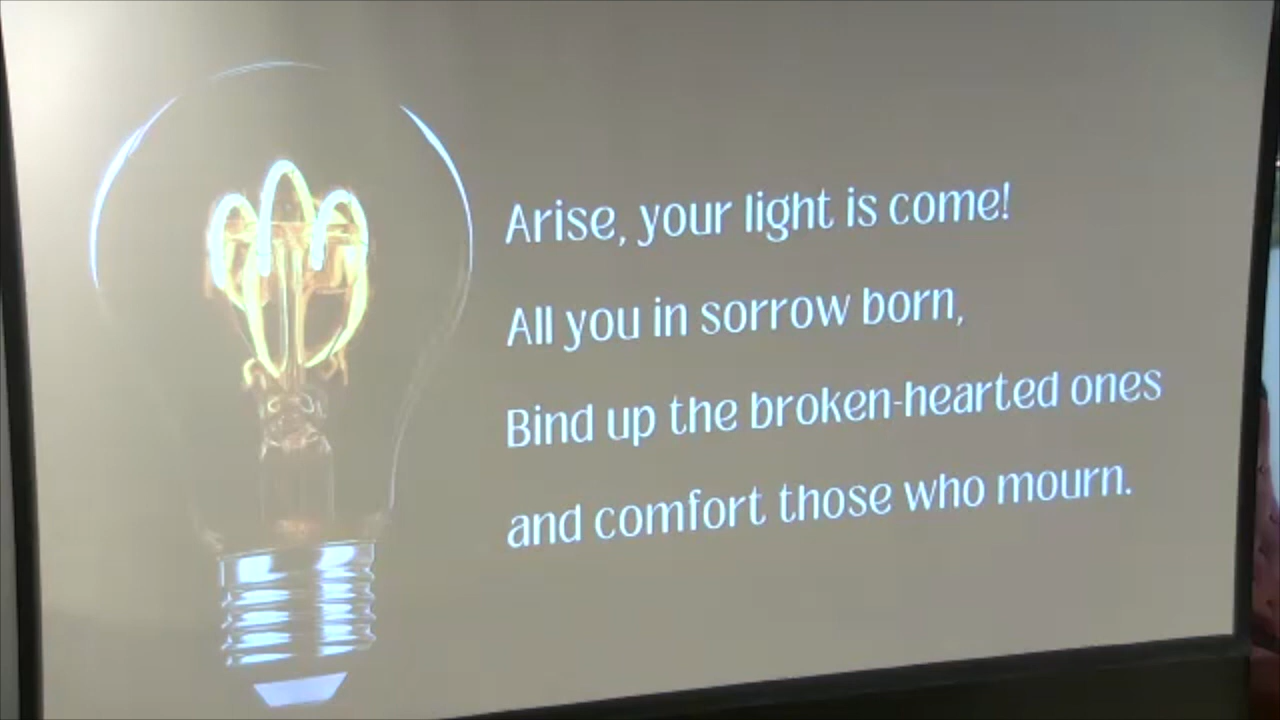 Arise, your light is come!
All you in sorrow born,
Bind up the broken-hearted ones
and comfort those who mourn.